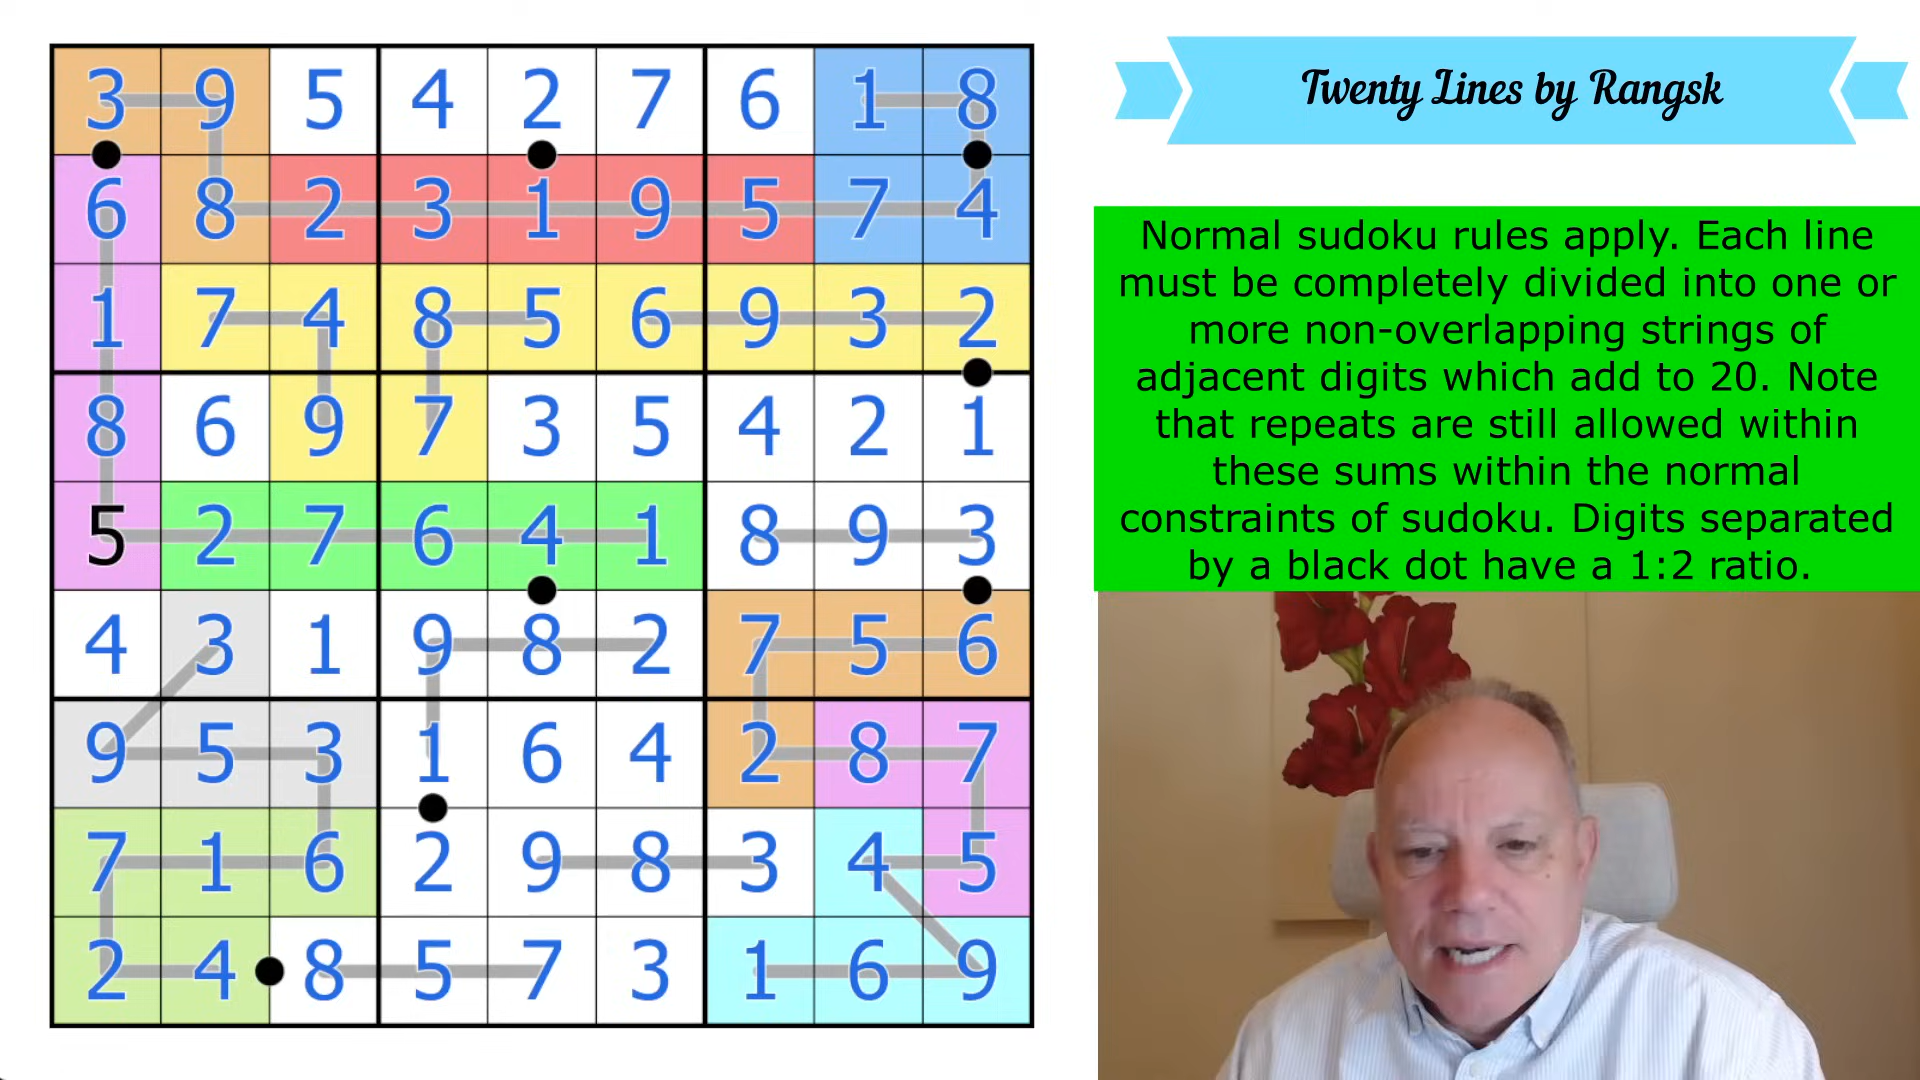 3 9 5 4 2 7 6 1 8
6 8 2 3 1 9 5 7 4
1 7 4 8 5 6 9 3 2
8 6 9 7 3 5 4 2 1
5 2 7 6 4 1 8 9 3
4 3 1 9 8 2 7 5 6
9 5 3 1 6 4 2 8 7
7 1 6 2 9 8 3 4 5
2 4 8 5 7 3 1 6 9
Twenty Lines by Rangsk
Normal sudoku rules apply. Each line
must be completely divided into one or
more non-overlapping strings of
adjacent digits which add to 20. Note
that repeats are still allowed within
these sums within the normal
constraints of sudoku. Digits separated
by a black dot have a 1:2 ratio.